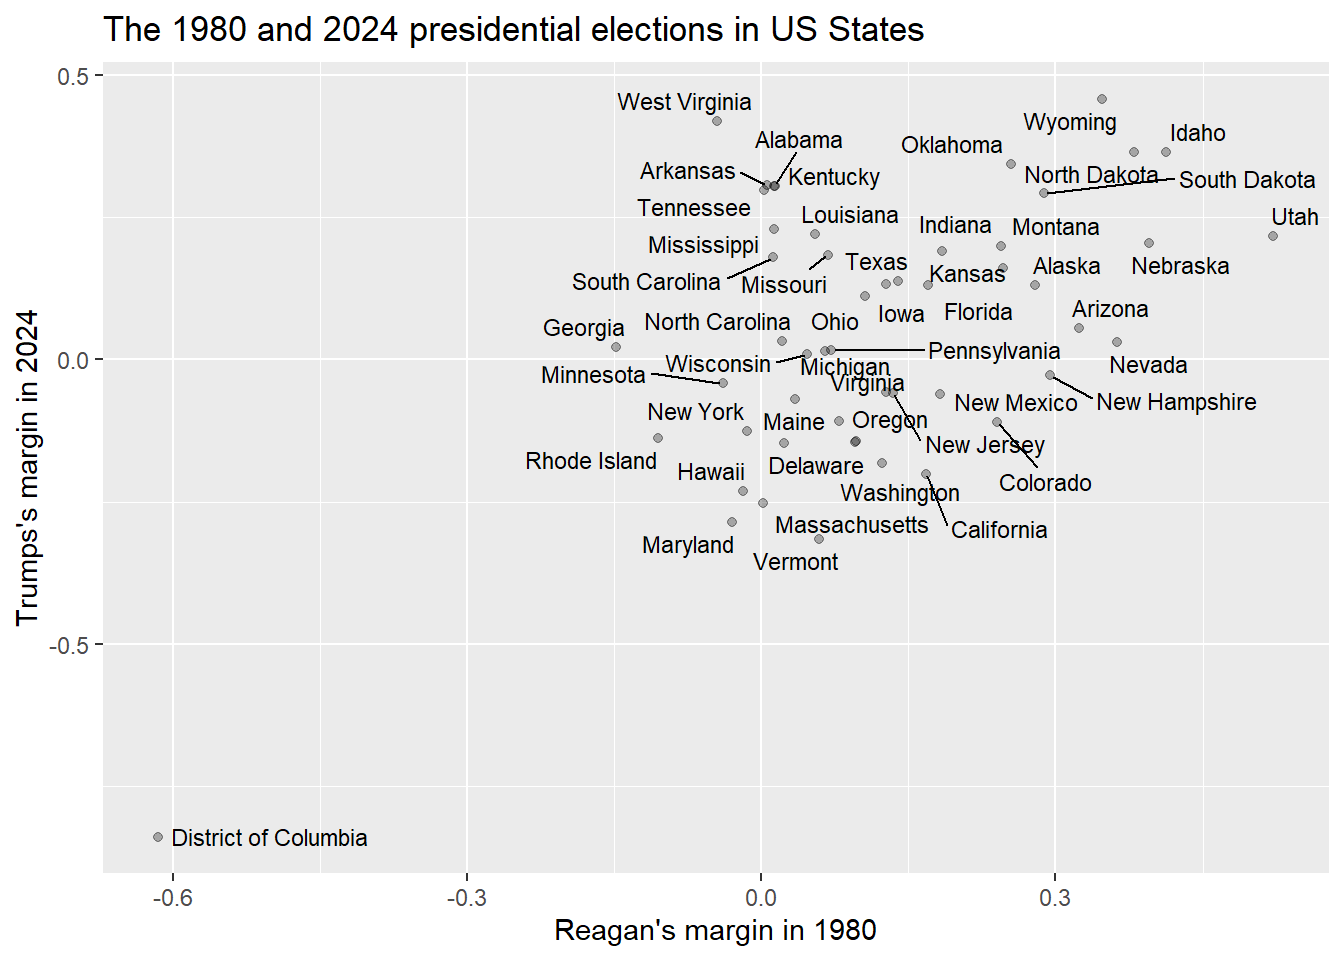 The 1980 and 2024 presidential elections in US States
0.5
0.0
-0.5
Trumps's margin in 2024
West Virginia
Wyoming
Idaho
Alabama
Oklahoma
Arkansas
Kentucky
North Dakota
South Dakota
Tennessee
Louisiana
Indiana
Montana
Utah
Mississippi
Texas
Kansas
Alaska
Nebraska
South Carolina
Missouri
Iowa
Florida
Arizona
Georgia
North Carolina
Ohio
Wisconsin
Michigan
Pennsylvania
Nevada
Minnesota
Virginia
New Mexico
New Hampshire
New York
Maine
Oregon
New Jersey
Rhode Island
Hawaii
Delaware
Colorado
Washington
Massachusetts
California
Maryland
Vermont
District of Columbia
-0.6
-0.3
0.0
0.3
Reagan's margin in 1980